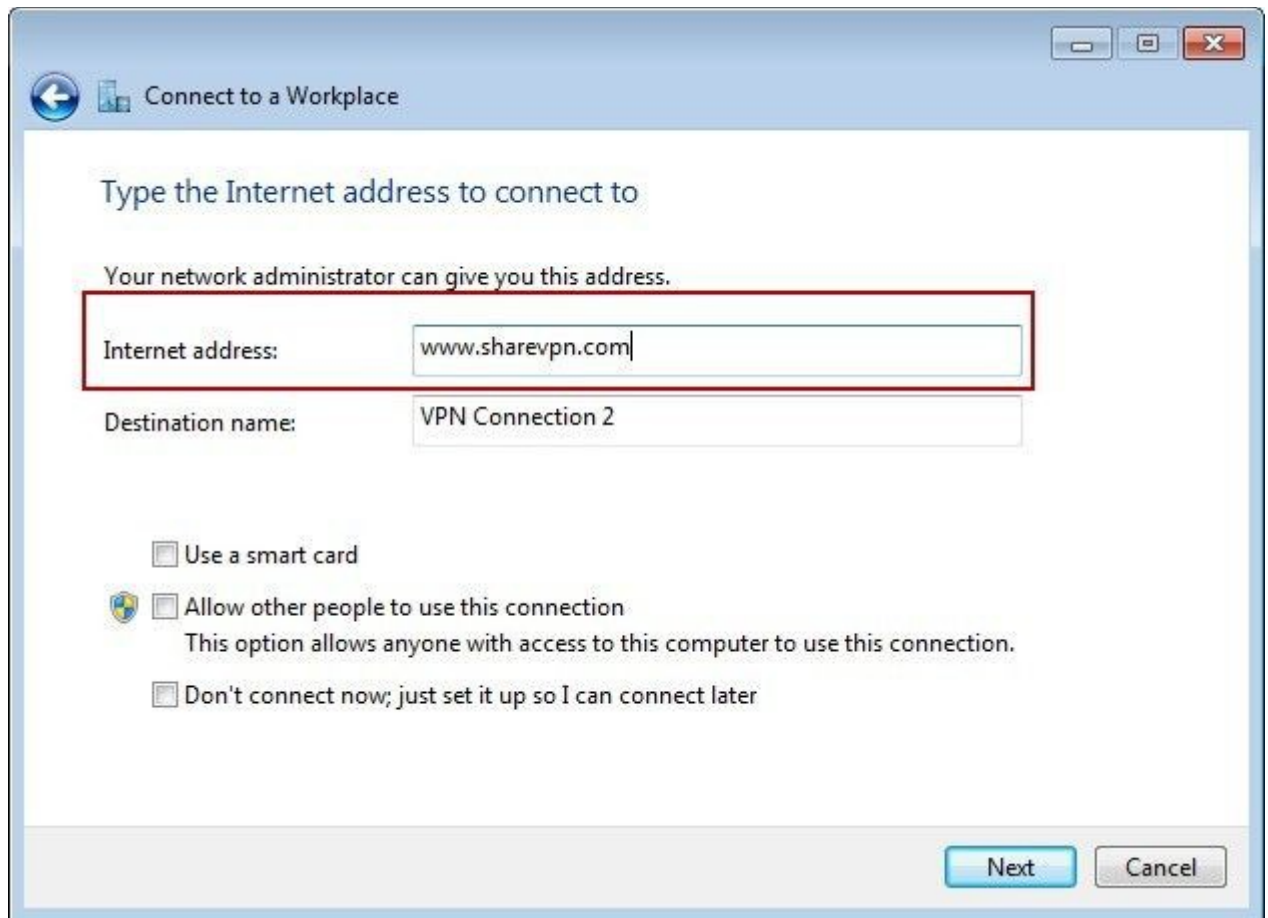 Connect to a Workplace
Type the Internet address to connect to
Your network administrator can give you this address.
Internet address: www.sharevpn.com
Destination name: VPN Connection 2
Use a smart card
Allow other people to use this connection
This option allows anyone with access to this computer to use this connection.
Don't connect now; just set it up so I can connect later
Next Cancel